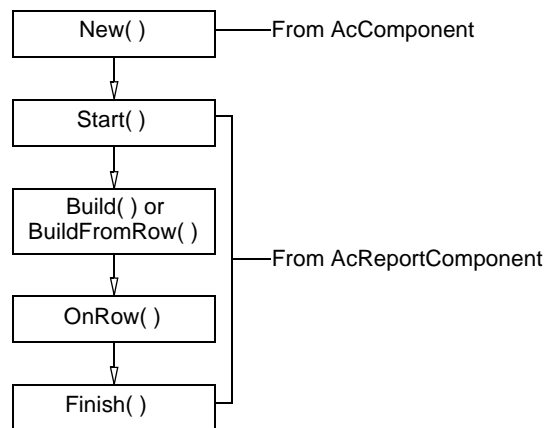 New( )
From AcComponent
Start( )
Build( ) or
BuildFromRow( )
From AcReportComponent
OnRow( )
Finish( )